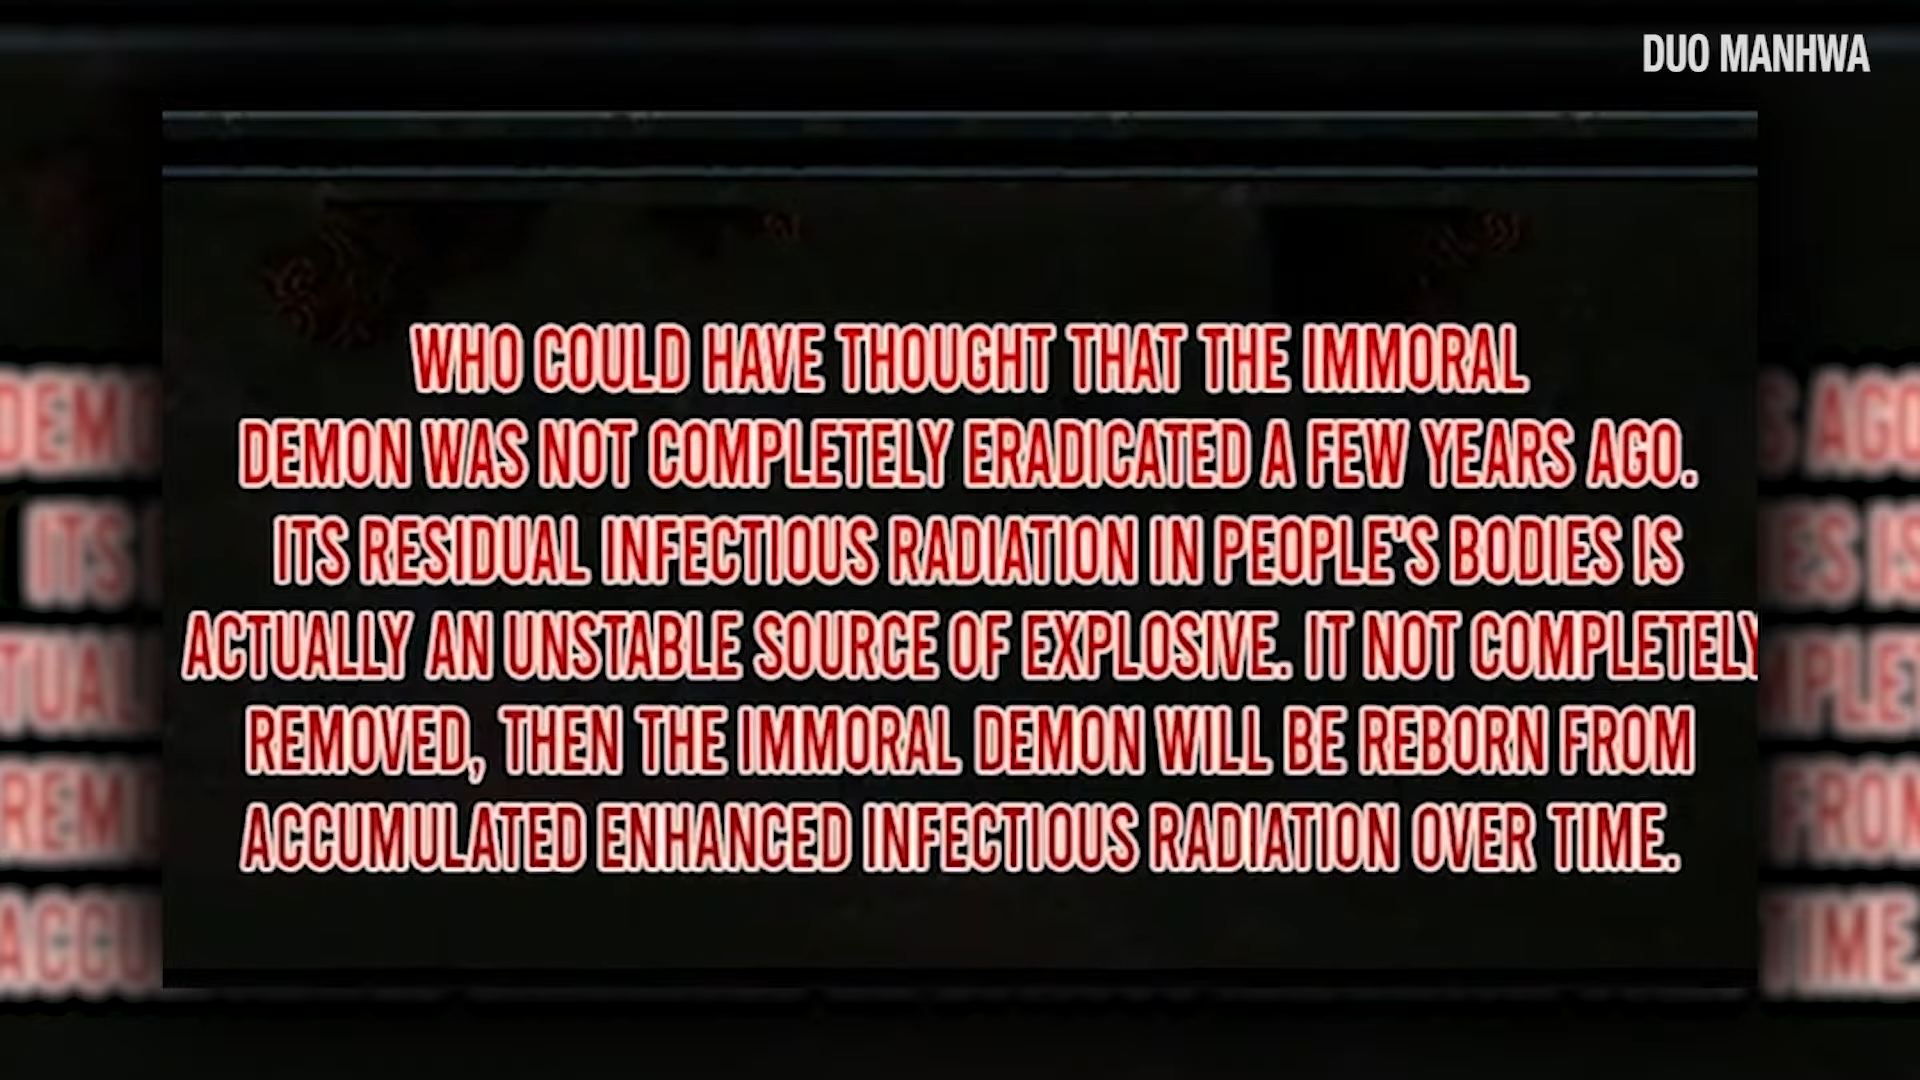 DUO MANHWA
WHO COULD HAVE THOUGHT THAT THE IMMORAL
DEMON WAS NOT COMPLETELY ERADICATED A FEW YEARS AGO.
ITS RESIDUAL INFECTIOUS RADIATION IN PEOPLE'S BODIES IS
ACTUALLY AN UNSTABLE SOURCE OF EXPLOSIVE. IT NOT COMPLETELY
REMOVED, THEN THE IMMORAL DEMON WILL BE REBORN FROM
ACCUMULATED ENHANCED INFECTIOUS RADIATION OVER TIME.